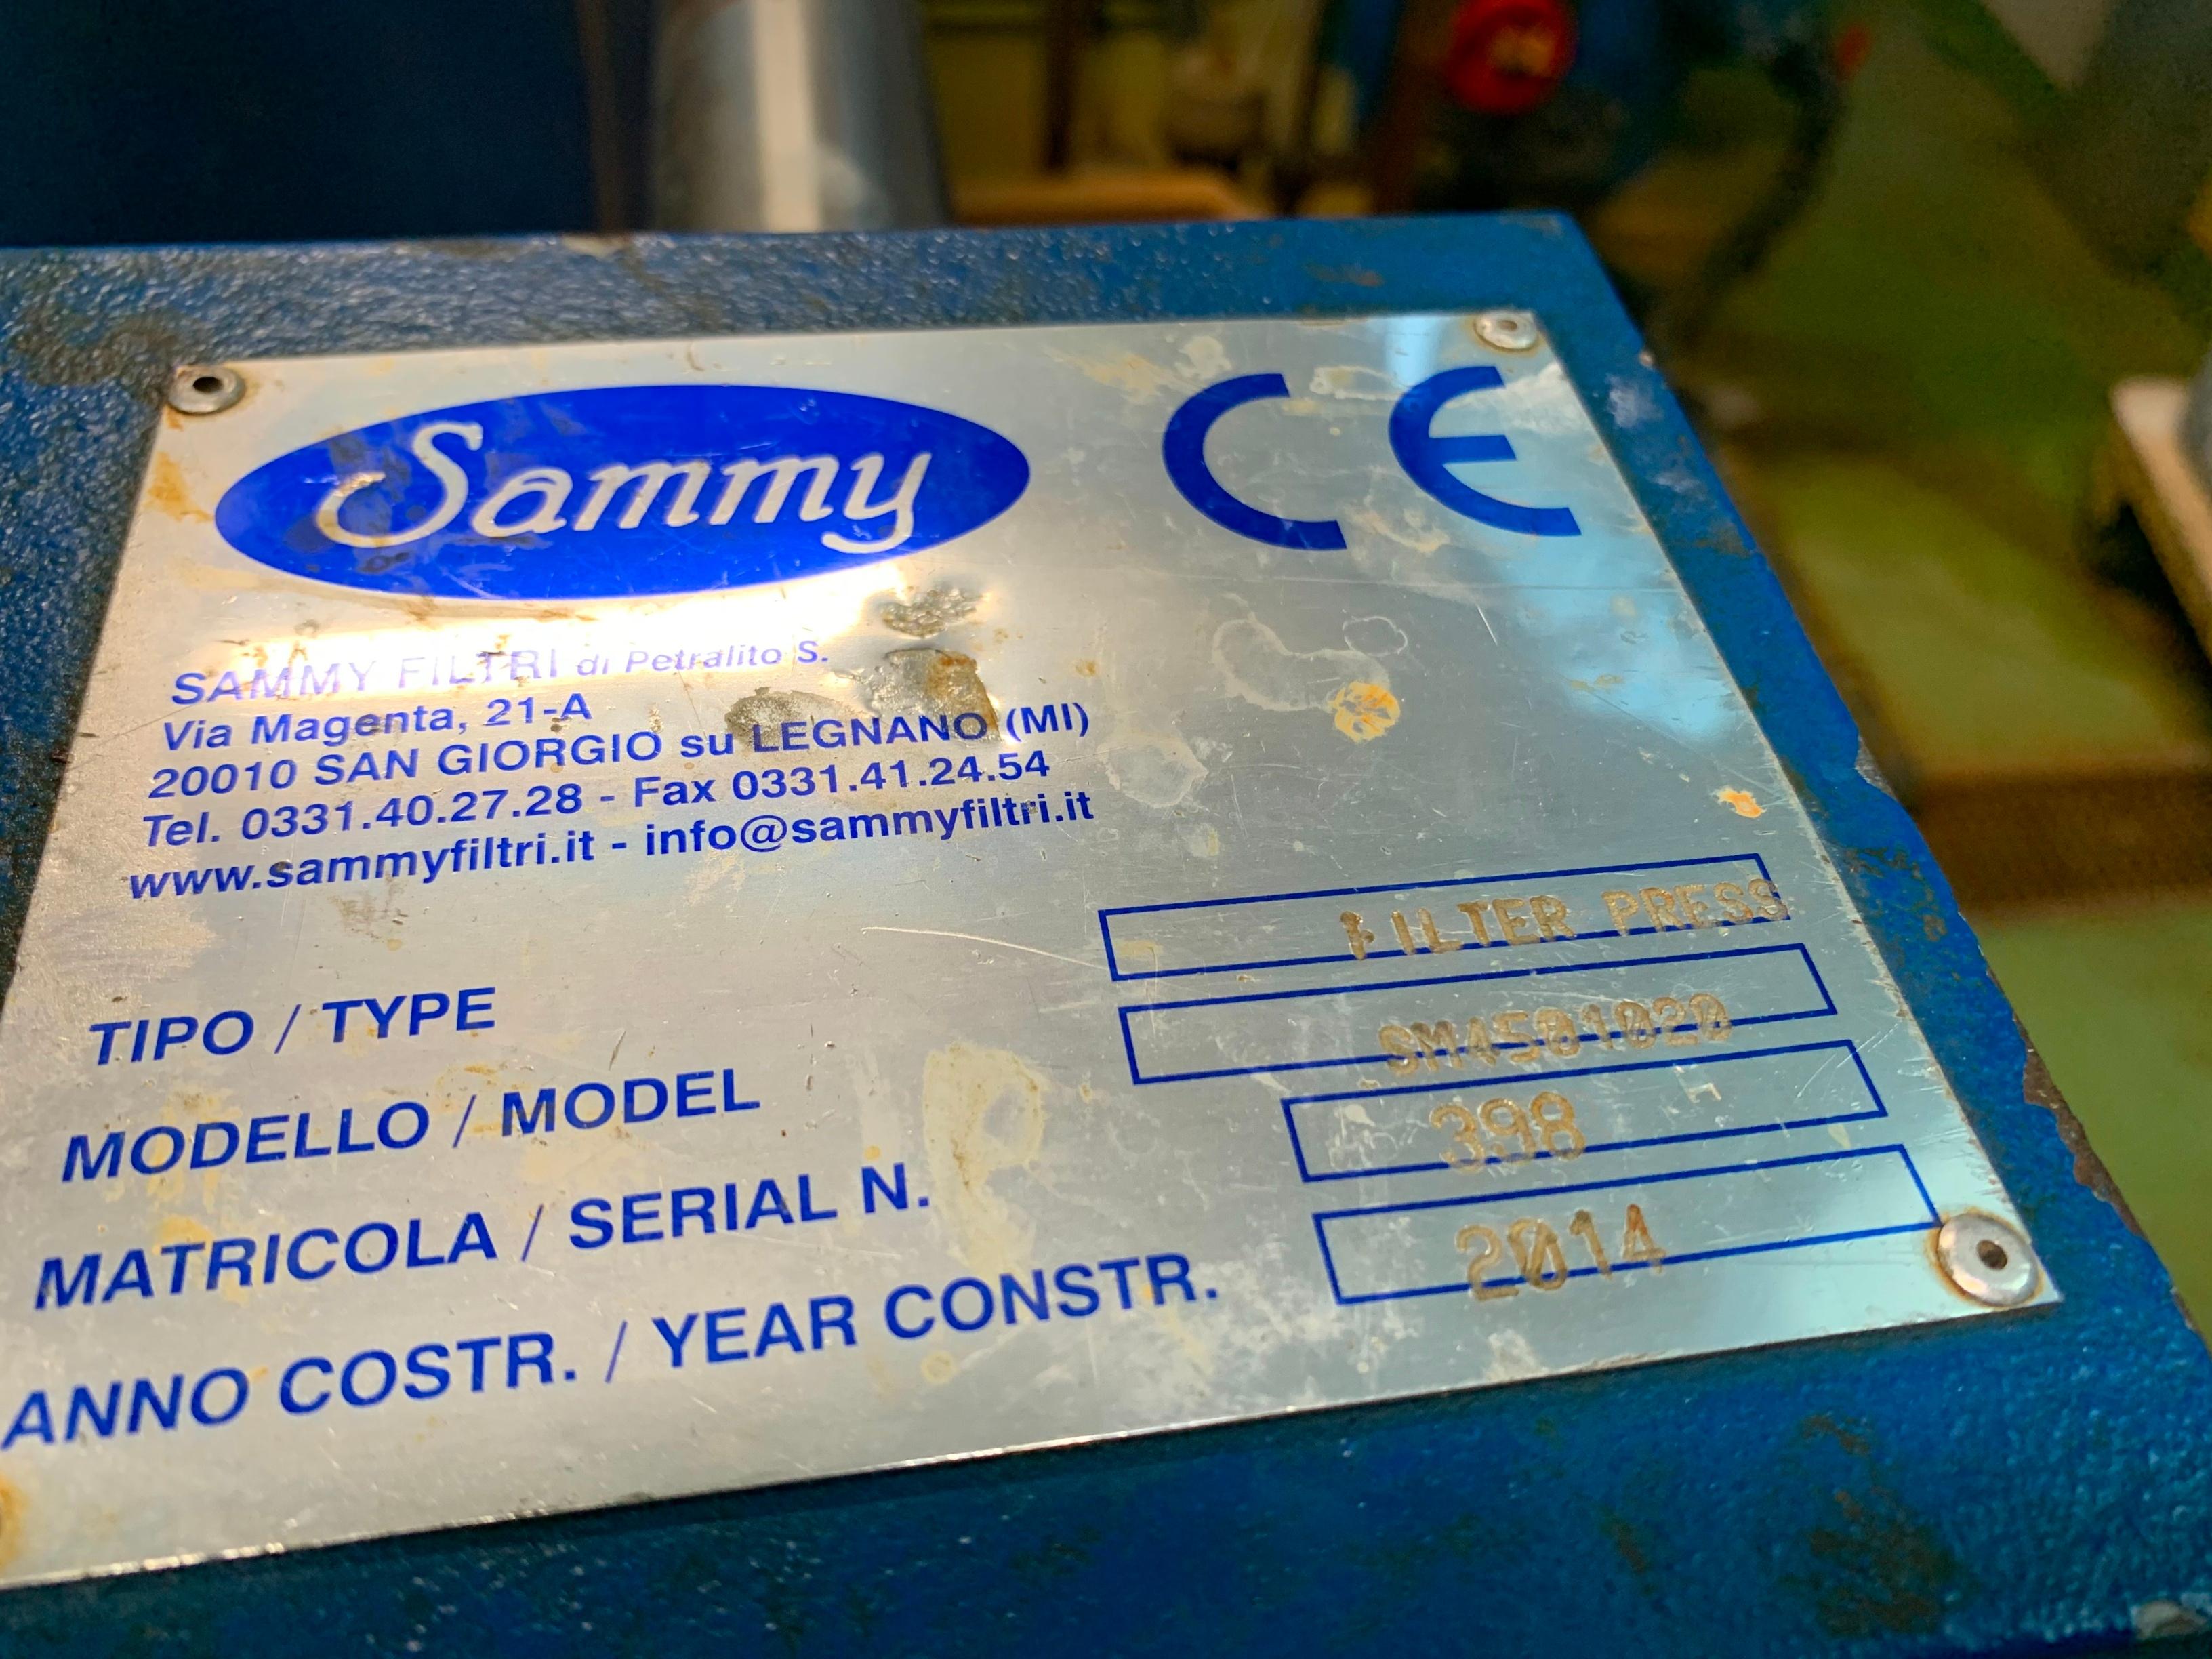 Sammy CE
SAMMY FILTRI di Petralito S.
Via Magenta, 21-A
20010 SAN GIORGIO su LEGNANO (MI)
Tel. 0331.40.27.28 - Fax 0331.41.24.54
www.sammyfiltri.it - info@sammyfiltri.it
TIPO / TYPE FILTER PRESS
MODELLO / MODEL SM4501020
MATRICOLA / SERIAL N. 398
ANNO COSTR. / YEAR CONSTR. 2014